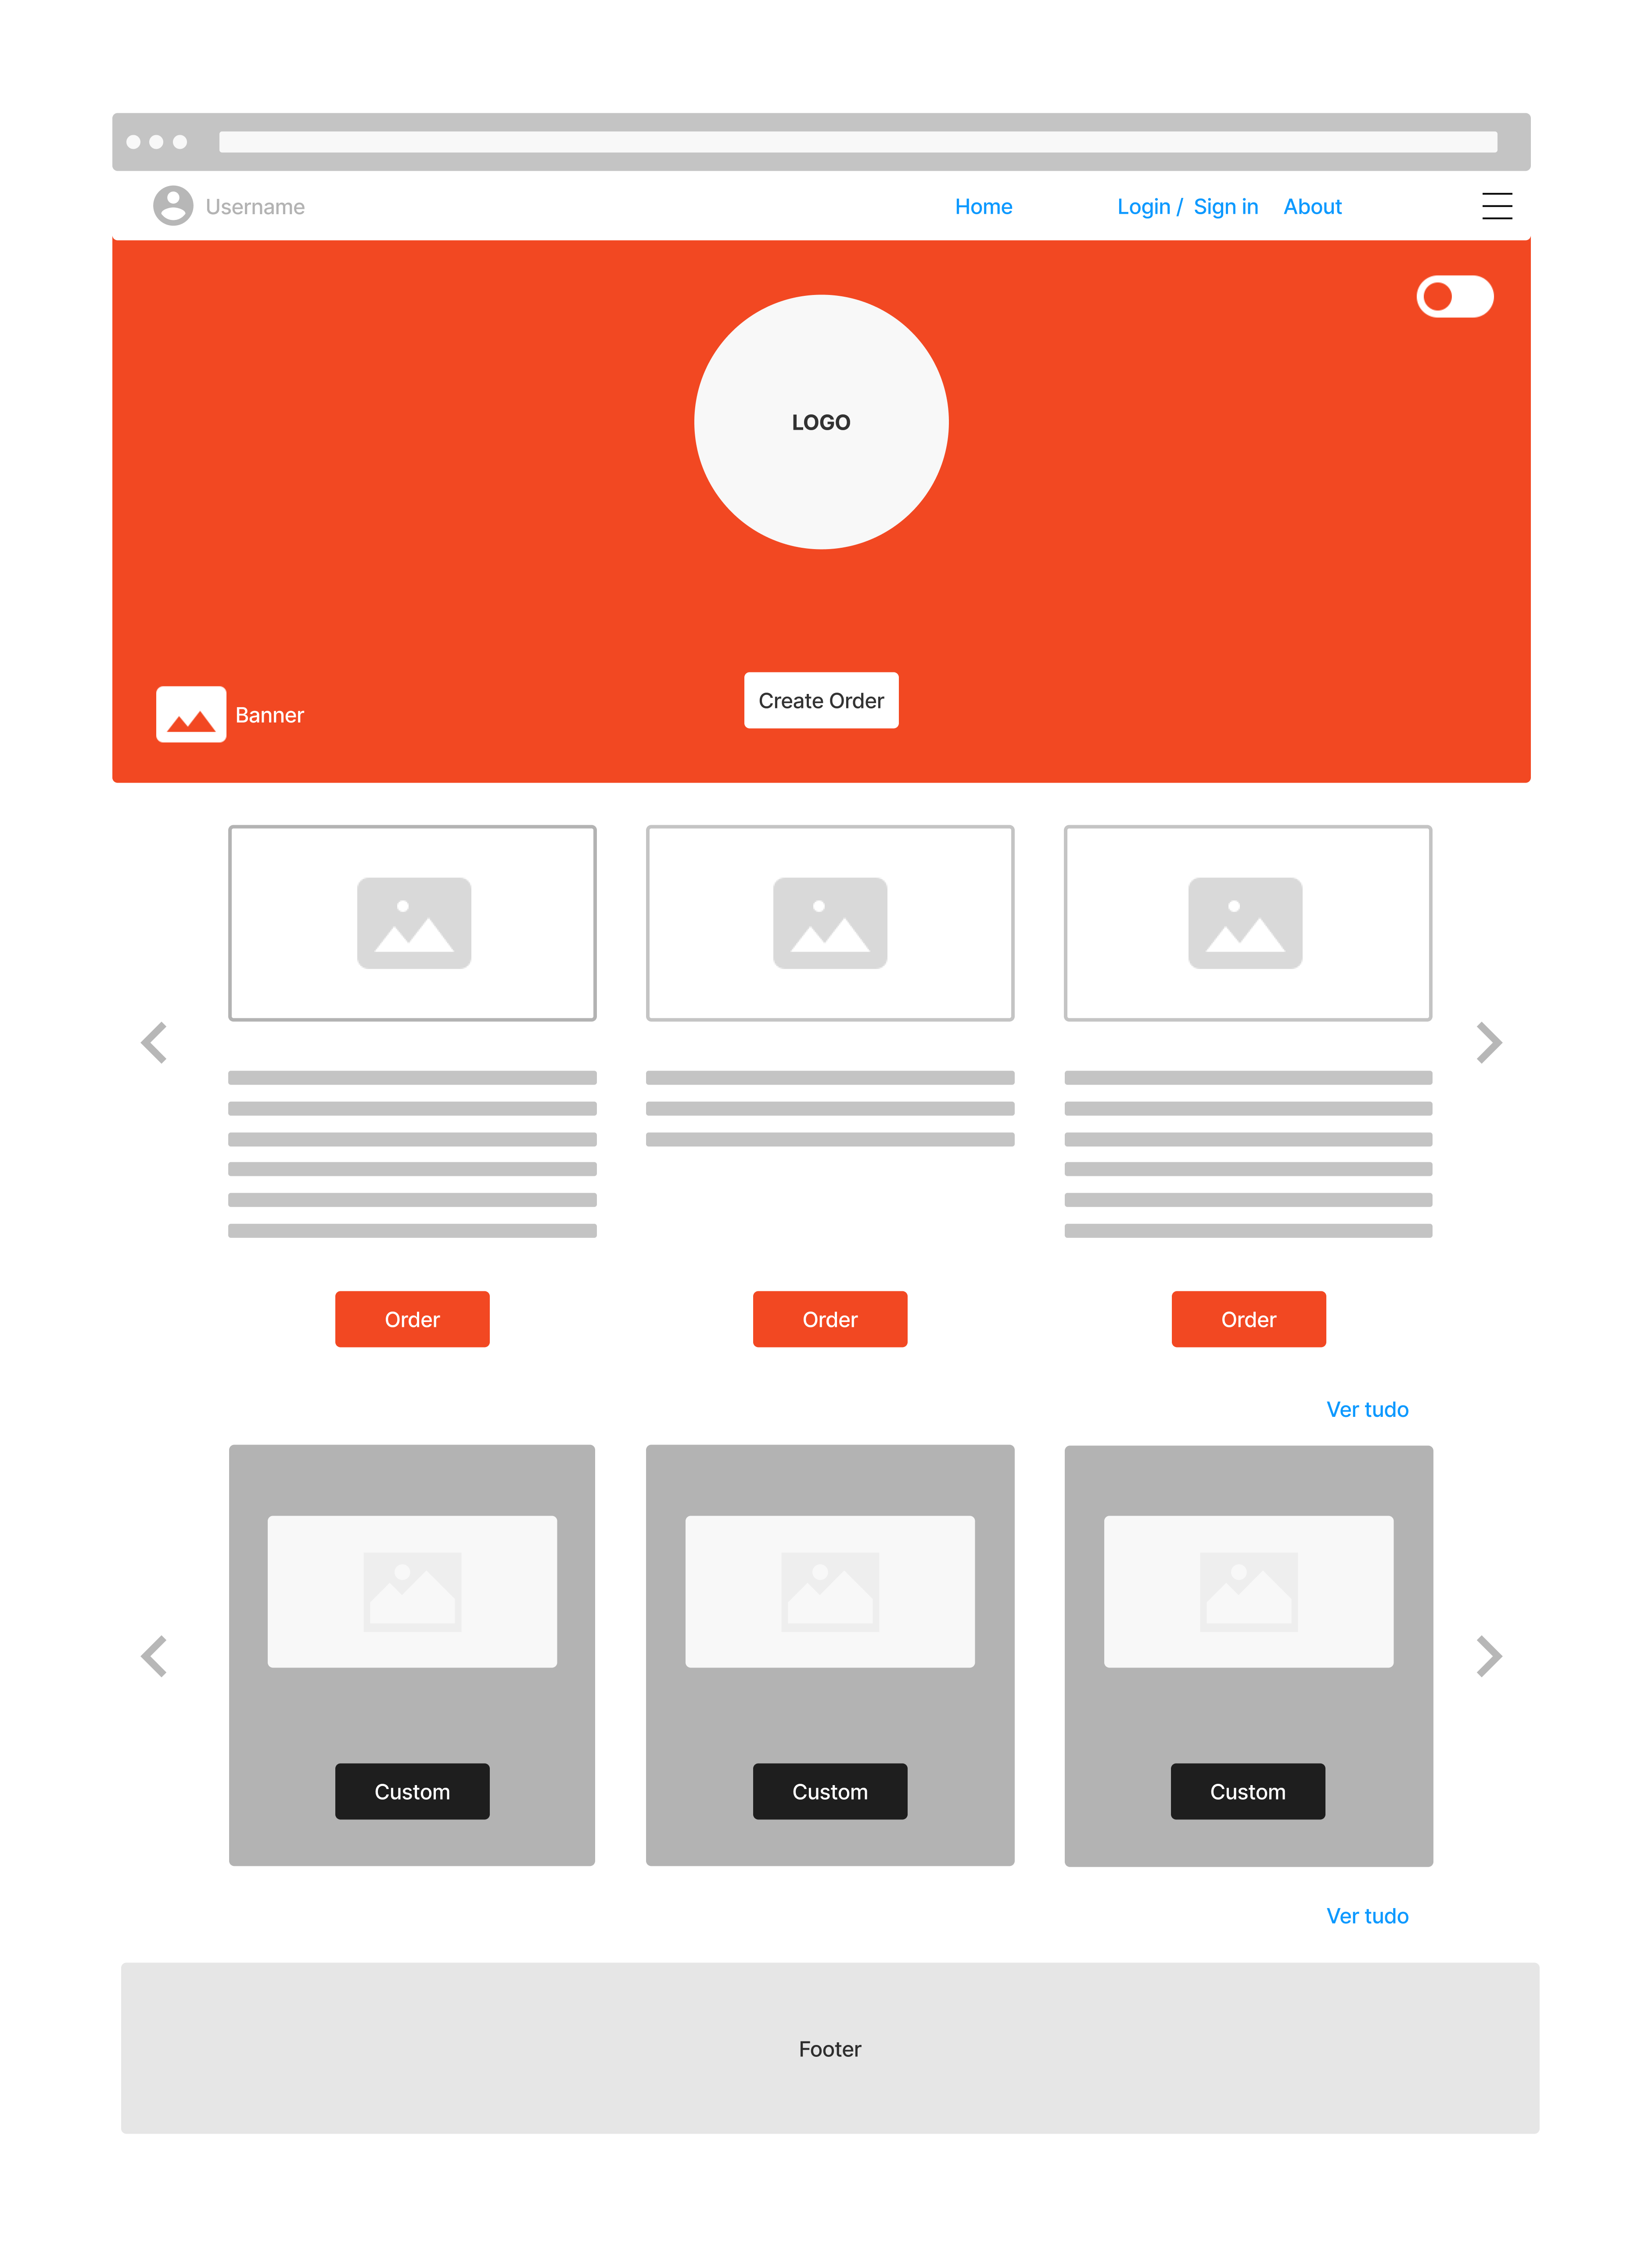 Username Home Login / Sign in About
LOGO
Create Order
Banner
Order Order Order
Ver tudo
Custom Custom Custom
Ver tudo
Footer